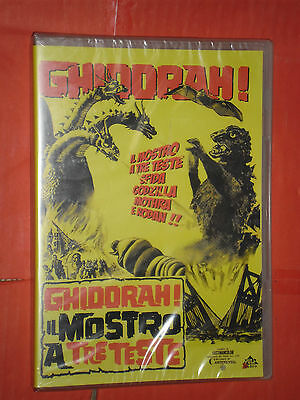 GHIDORAH!
IL MOSTRO
A TRE TESTE
SFIDA
GODZILLA
MOTHRA
E RODAN!!
GHIDORAH!
IL MOSTRO
A TRE TESTE